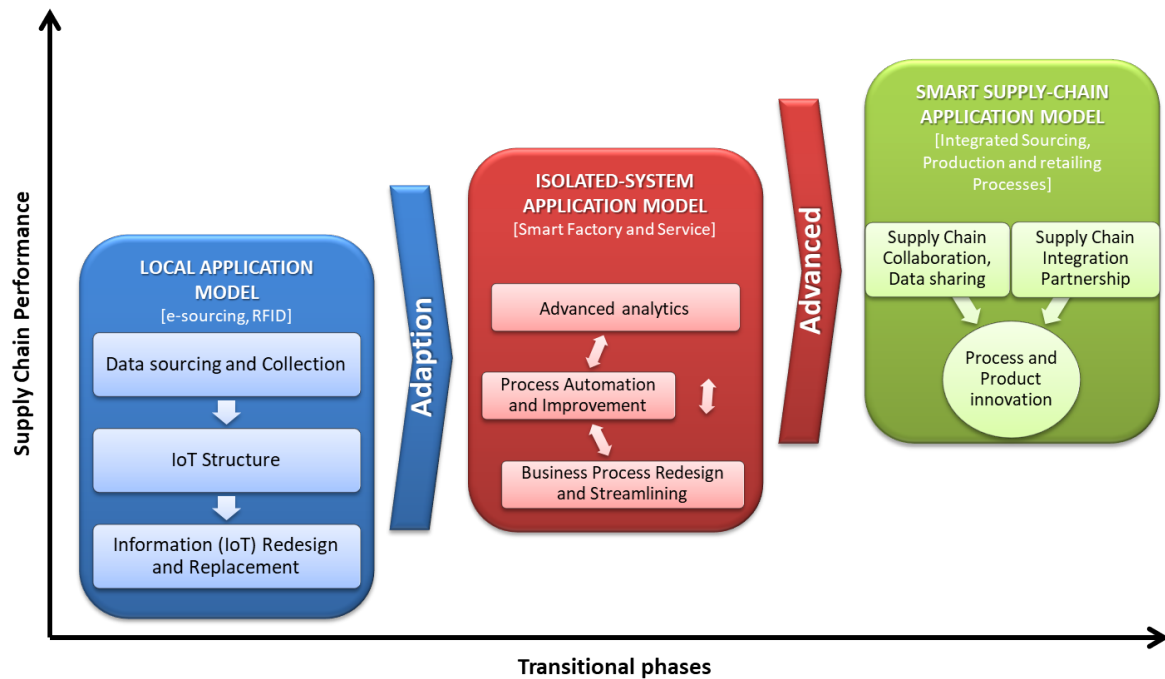 Supply Chain Performance
LOCAL APPLICATION
MODEL
[e-sourcing, RFID]
Data sourcing and Collection
IoT Structure
Information (IoT) Redesign
and Replacement
Adaption
ISOLATED-SYSTEM
APPLICATION MODEL
[Smart Factory and Service]
Advanced analytics
Process Automation
and Improvement
Business Process Redesign
and Streamlining
Advanced
SMART SUPPLY-CHAIN
APPLICATION MODEL
[Integrated Sourcing,
Production and retailing
Processes]
Supply Chain
Collaboration,
Data sharing
Supply Chain
Integration
Partnership
Process and
Product
innovation
Transitional phases